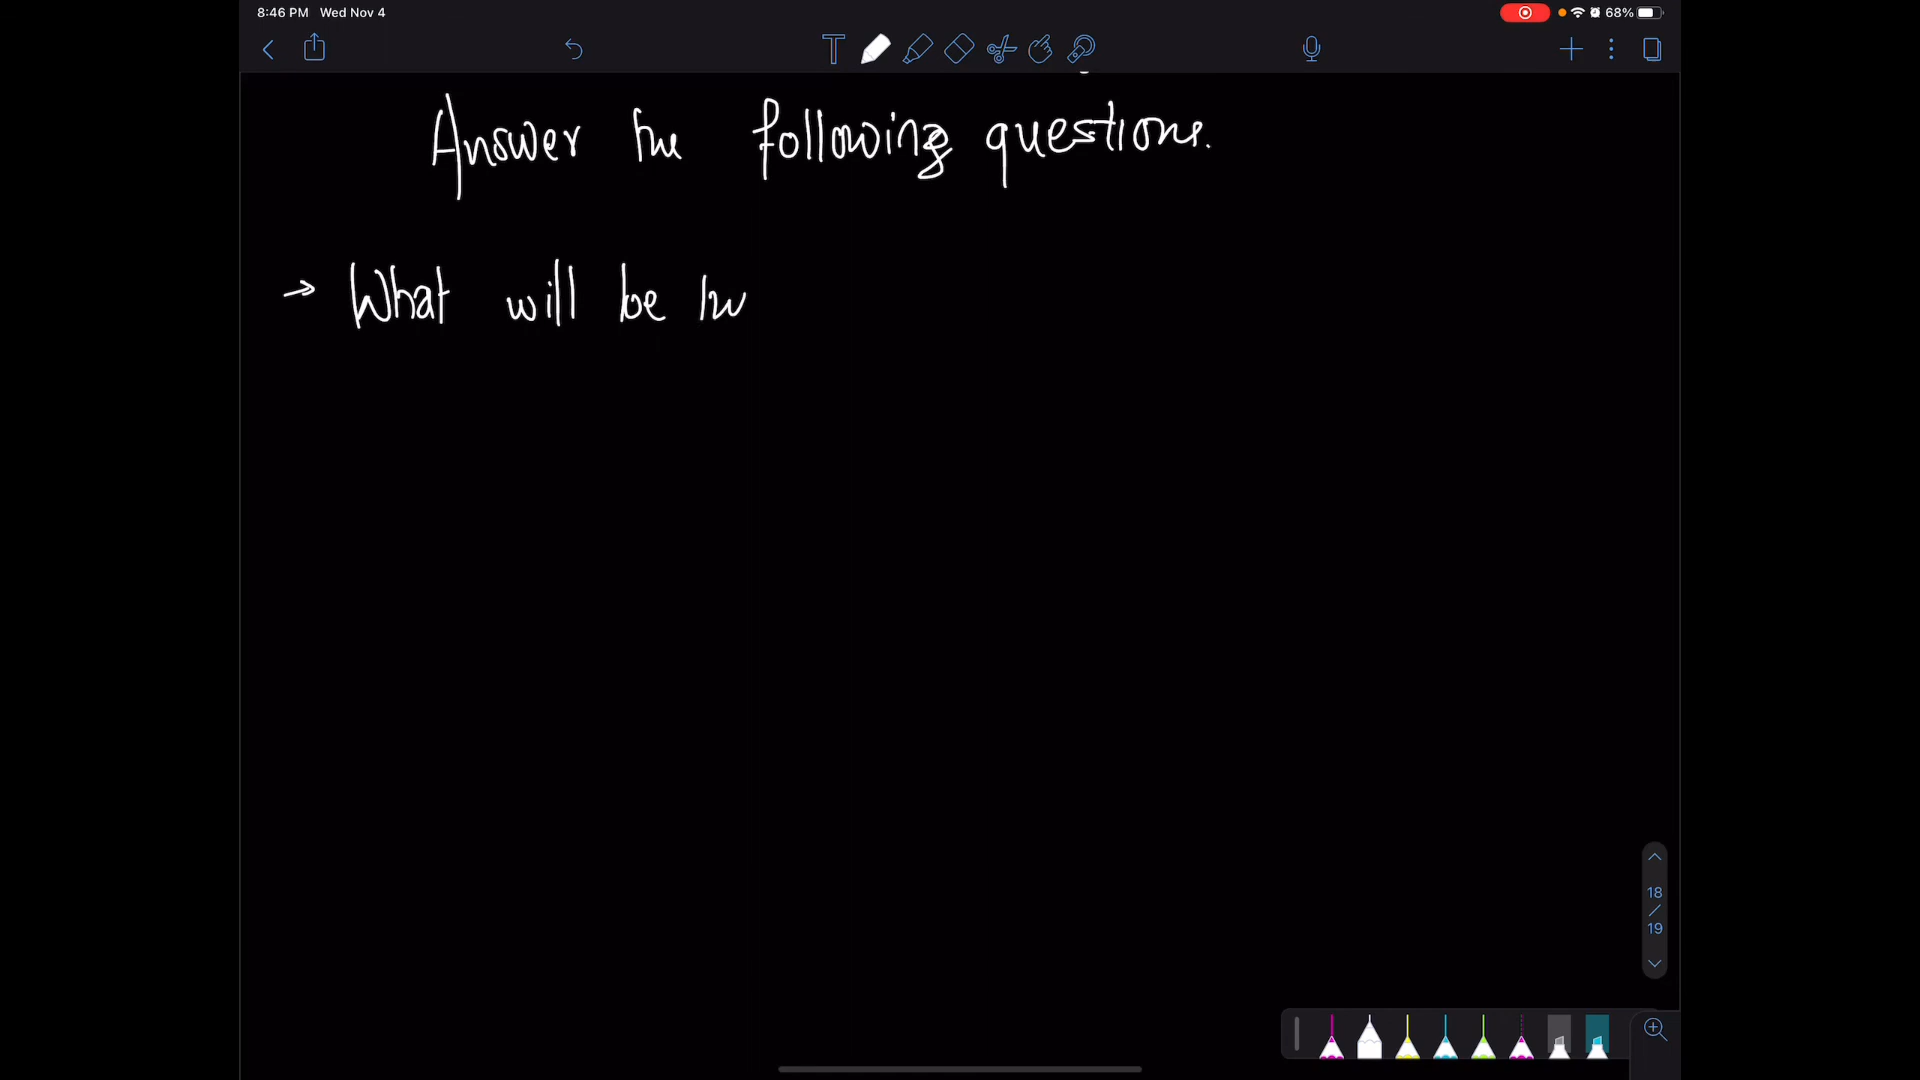 8:46 PM Wed Nov 4 68%
Answer the following questions.
→ What will be
18
/
19